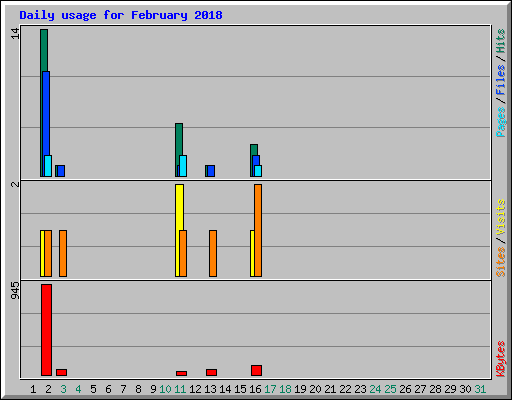 Daily usage for February 2018
14
2
945
Pages / Files / Hits
Sites / Visits
KBytes
1 2 3 4 5 6 7 8 9 10 11 12 13 14 15 16 17 18 19 20 21 22 23 24 25 26 27 28 29 30 31